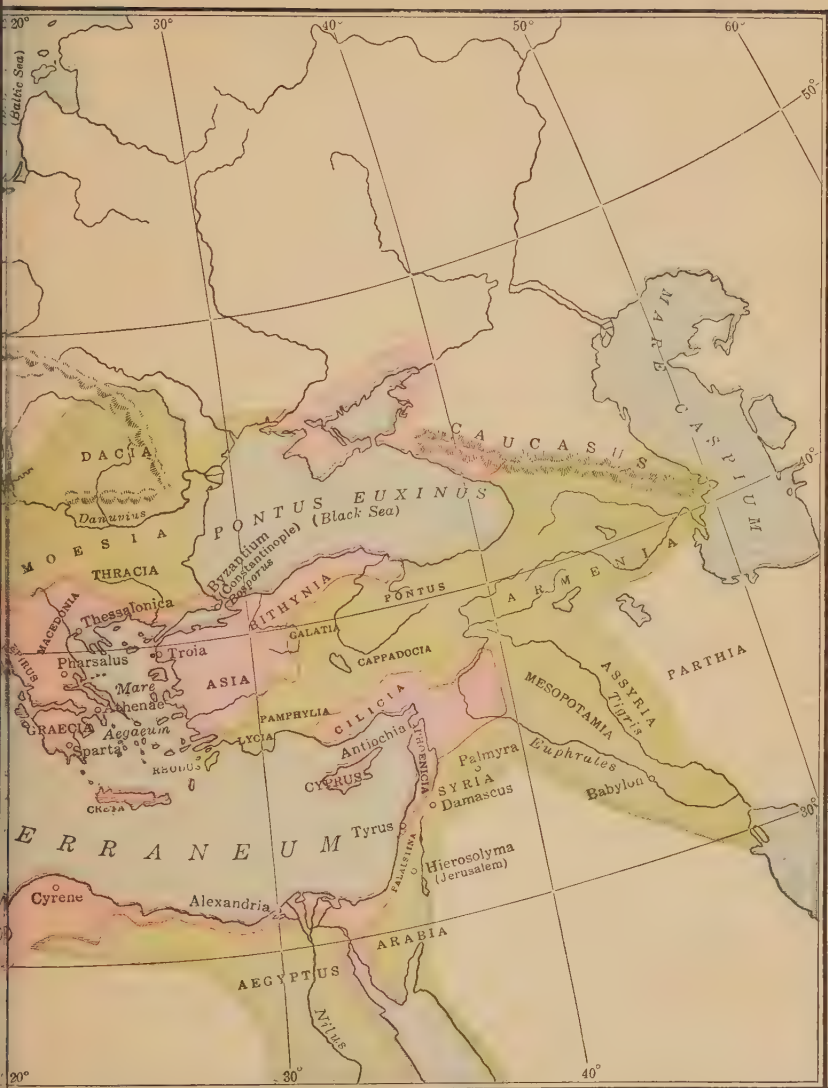 20°
30°
40°
50°
60°
(Baltic Sea)
50°
MARE CASPIUM
CAUCASUS
40°
DACIA
Danuvius
PONTUS EUXINUS
(Black Sea)
MOESIA
THRACIA
Byzantium
(Constantinople)
Bosporus
BITHYNIA
PONTUS
ARMENIA
MACEDONIA
Thessalonica
GALATIA
EPIRUS
Pharsalus
Troia
CAPPADOCIA
ASSYRIA
PARTHIA
Mare
Aegaeum
ASIA
MESOPOTAMIA
Tigris
Athenae
PAMPHYLIA
CILICIA
GRAECIA
Sparta
LYCIA
Antiochia
PHOENICIA
Euphrates
RHODUS
Palmyra
CYPRUS
SYRIA
Babylon
CRETA
Damascus
30°
ERRANEUM
Tyrus
PALAESTINA
Hierosolyma
(Jerusalem)
Cyrene
Alexandria
ARABIA
AEGYPTUS
Nilus
20°
30°
40°